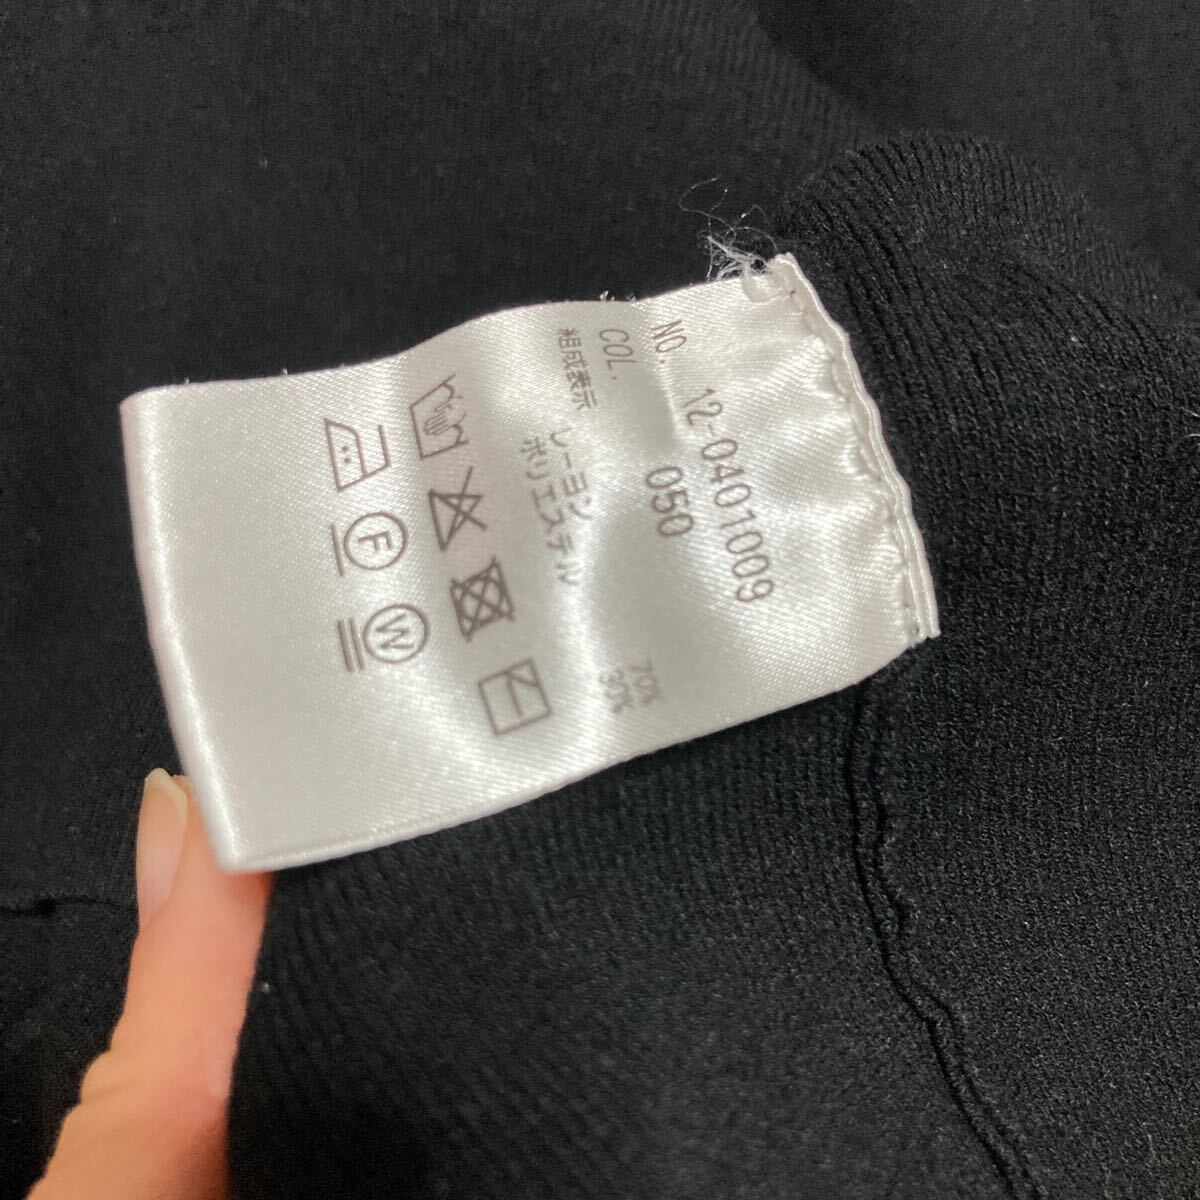 NO. 12-0401009
COL. 050
組成表示
レーヨン 70%
ポリエステル 30%
F
W